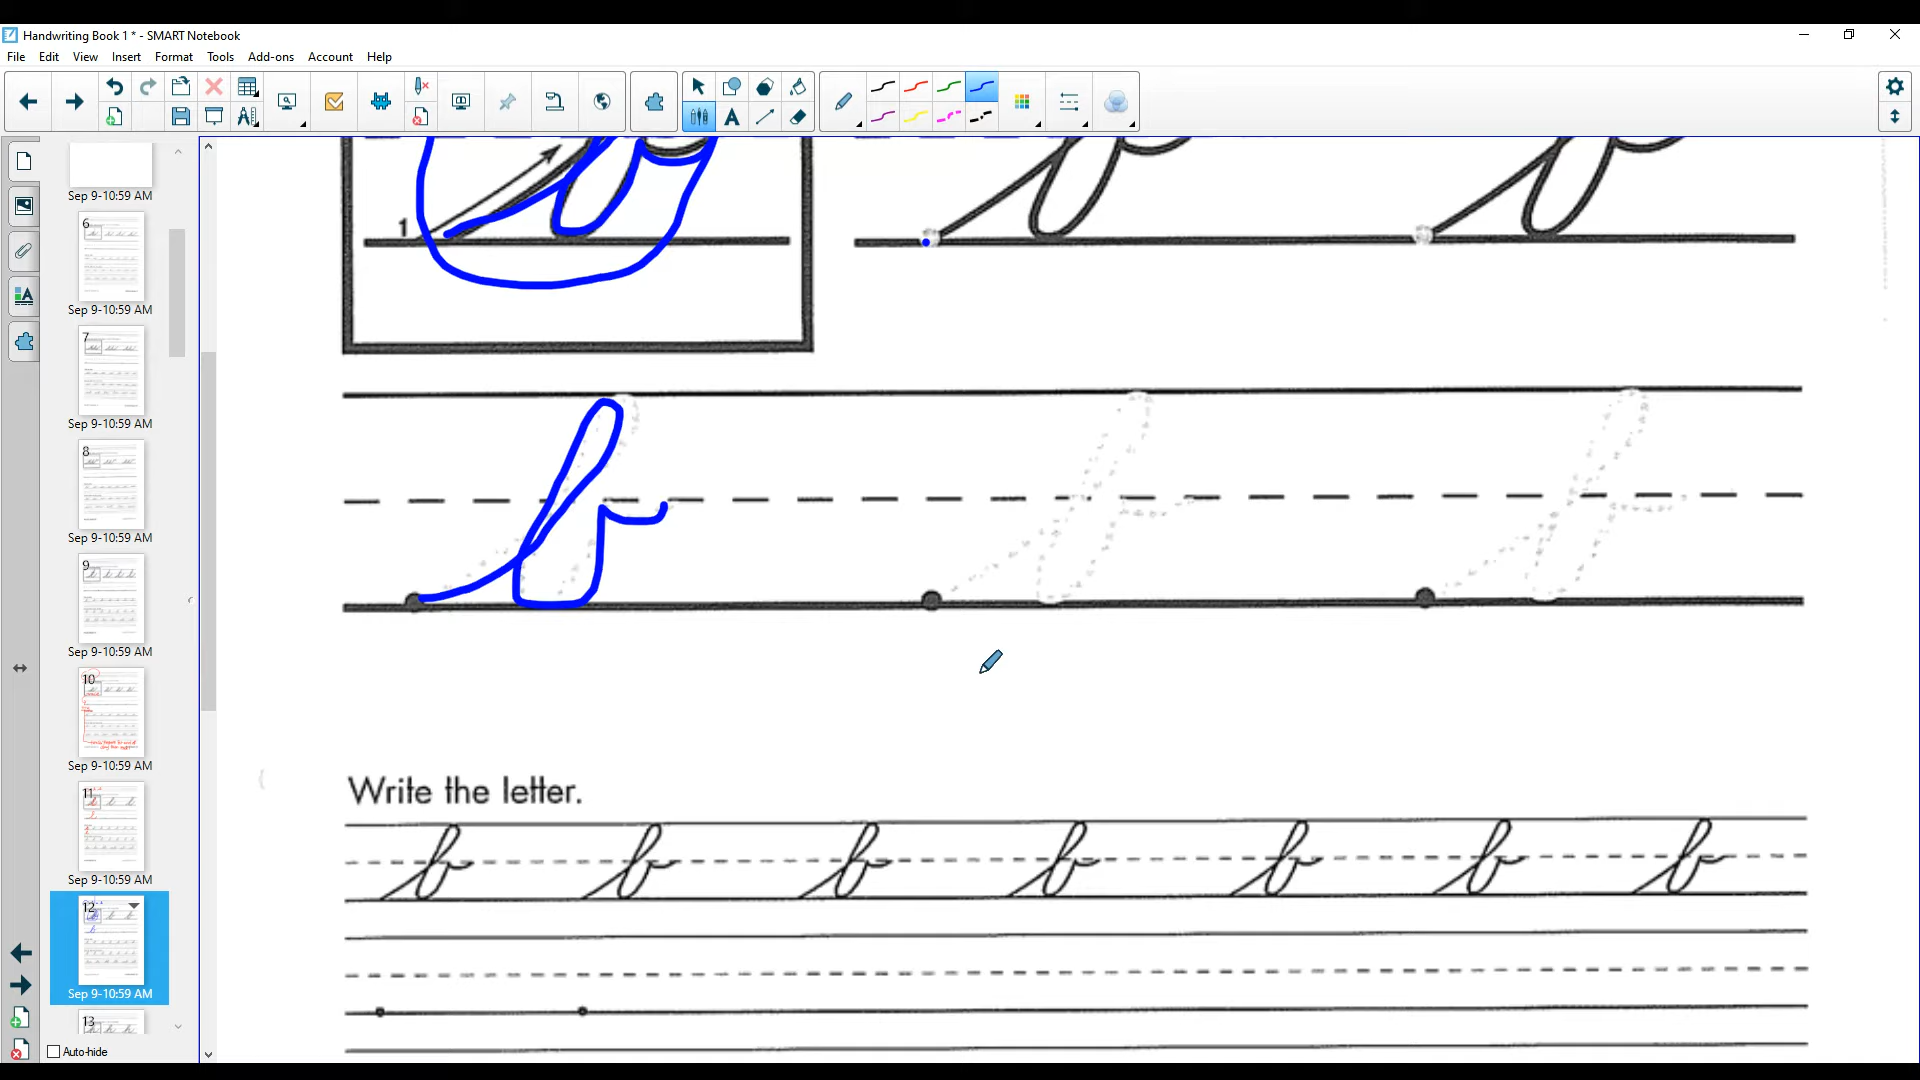 Handwriting Book 1 * - SMART Notebook
File Edit View Insert Format Tools Add-ons Account Help
Sep 9-10:59 AM
6
Sep 9-10:59 AM
7
Sep 9-10:59 AM
8
Sep 9-10:59 AM
9
Sep 9-10:59 AM
10
Sep 9-10:59 AM
11
Sep 9-10:59 AM
12
Sep 9-10:59 AM
13
Auto-hide
1 b b b
b b b
Write the letter.
b b b b b b b